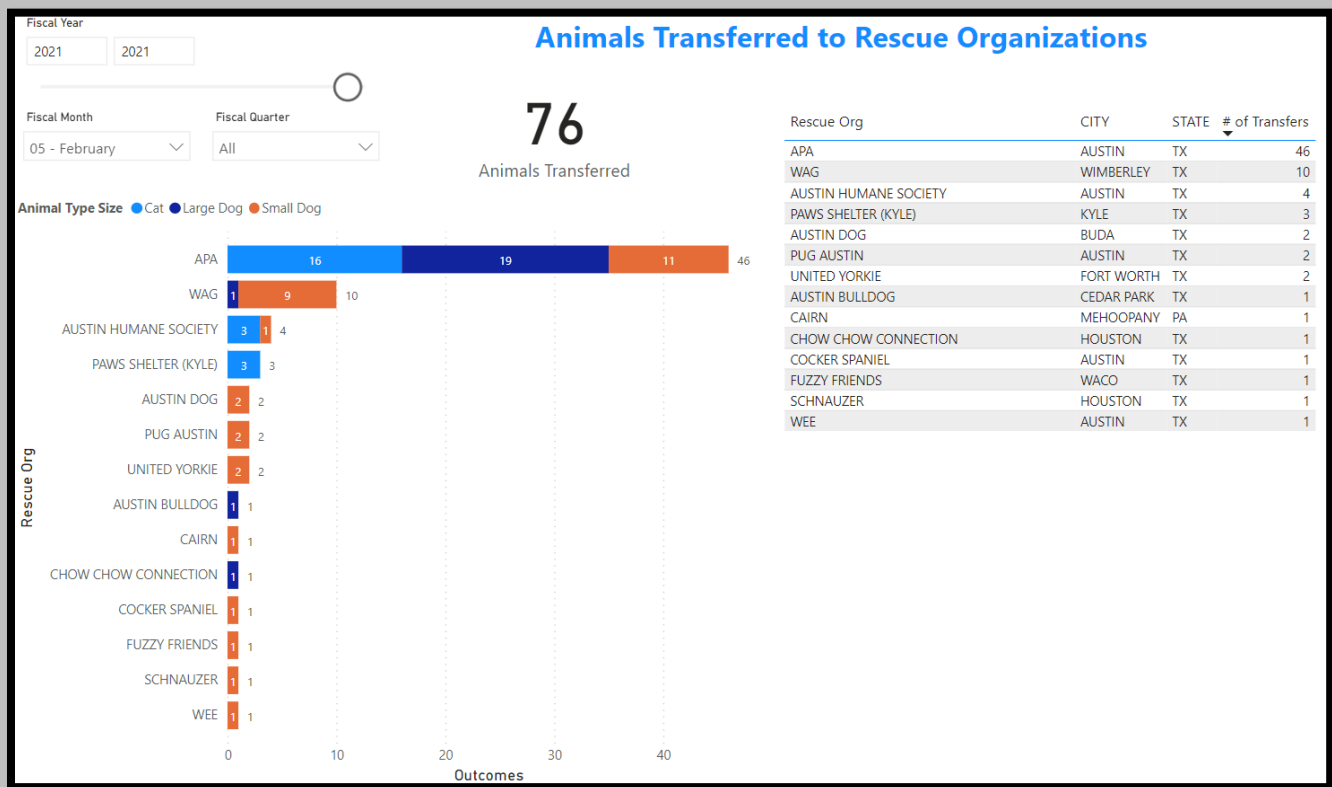 Fiscal Year
2021 2021
Animals Transferred to Rescue Organizations
Fiscal Month Fiscal Quarter
05 - February All
76
Animals Transferred
Animal Type Size Cat Large Dog Small Dog
Rescue Org
APA 16 19 11 46
WAG 1 9 10
AUSTIN HUMANE SOCIETY 3 1 4
PAWS SHELTER (KYLE) 3 3
AUSTIN DOG 2 2
PUG AUSTIN 2 2
UNITED YORKIE 2 2
AUSTIN BULLDOG 1 1
CAIRN 1 1
CHOW CHOW CONNECTION 1 1
COCKER SPANIEL 1 1
FUZZY FRIENDS 1 1
SCHNAUZER 1 1
WEE 1 1
0 10 20 30 40
Outcomes
Rescue Org CITY STATE # of Transfers
APA AUSTIN TX 46
WAG WIMBERLEY TX 10
AUSTIN HUMANE SOCIETY AUSTIN TX 4
PAWS SHELTER (KYLE) KYLE TX 3
AUSTIN DOG BUDA TX 2
PUG AUSTIN AUSTIN TX 2
UNITED YORKIE FORT WORTH TX 2
AUSTIN BULLDOG CEDAR PARK TX 1
CAIRN MEHOOPANY PA 1
CHOW CHOW CONNECTION HOUSTON TX 1
COCKER SPANIEL AUSTIN TX 1
FUZZY FRIENDS WACO TX 1
SCHNAUZER HOUSTON TX 1
WEE AUSTIN TX 1